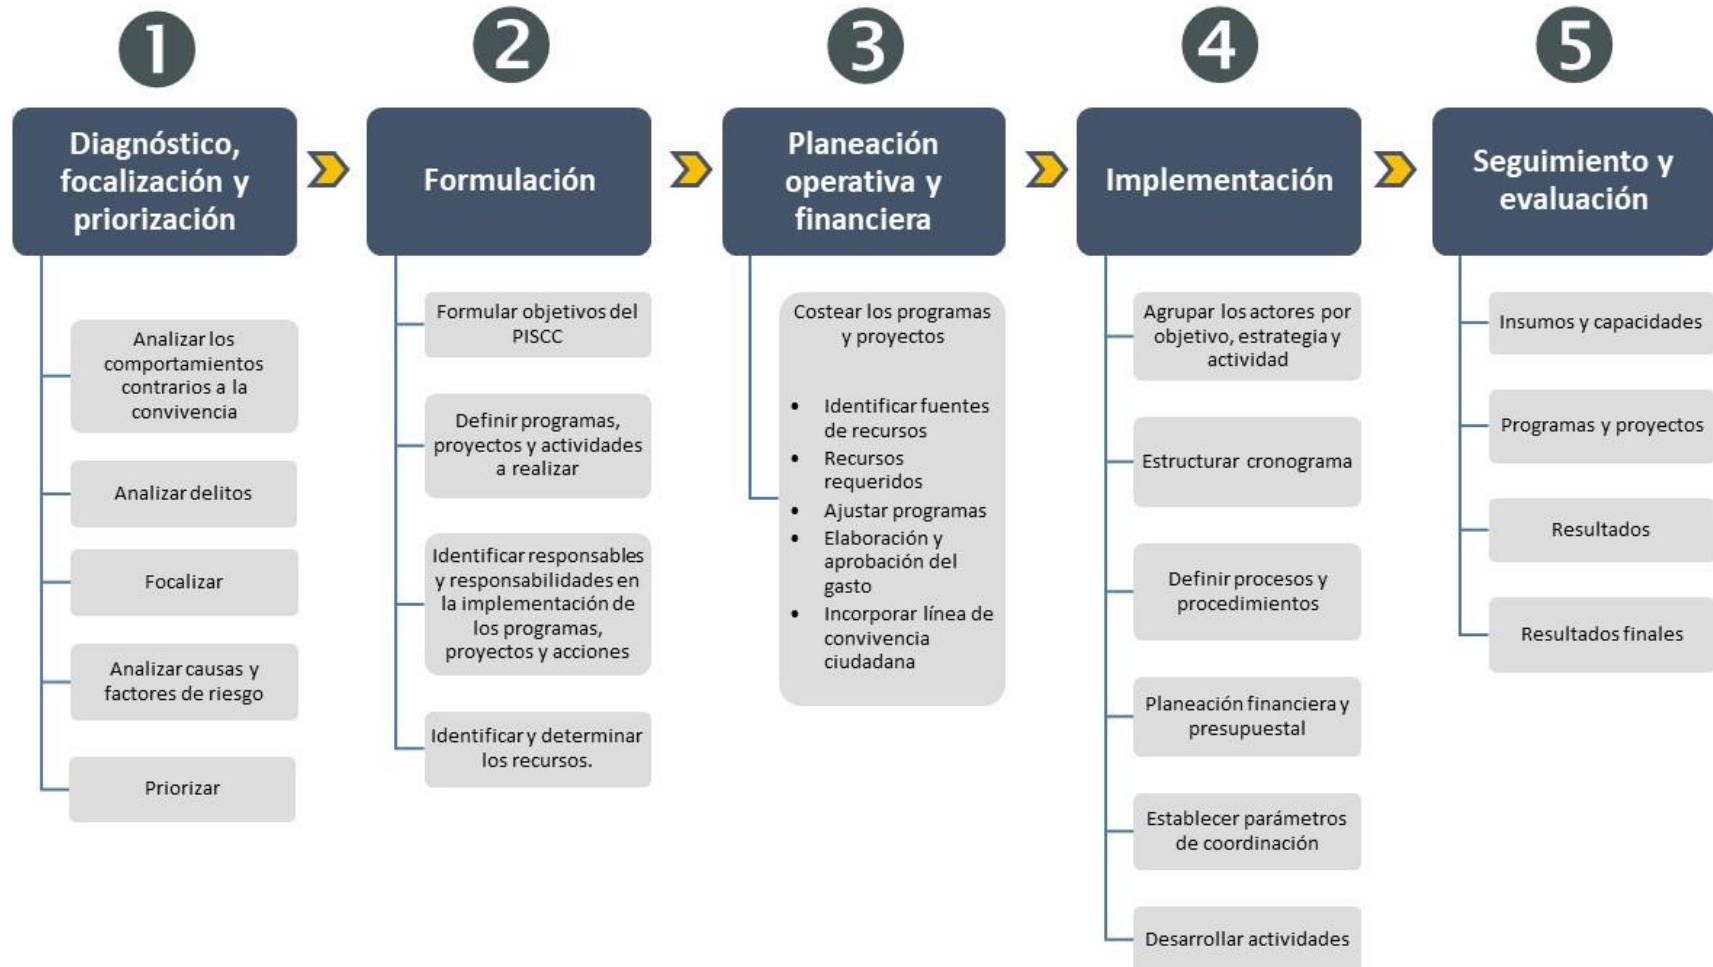 1
Diagnóstico,
focalización y
priorización
Analizar los
comportamientos
contrarios a la
convivencia
Analizar delitos
Focalizar
Analizar causas y
factores de riesgo
Priorizar
2
Formulación
Formular objetivos del
PISCC
Definir programas,
proyectos y actividades
a realizar
Identificar responsables
y responsabilidades en
la implementación de
los programas,
proyectos y acciones
Identificar y determinar
los recursos.
3
Planeación
operativa y
financiera
Costear los programas
y proyectos
• Identificar fuentes
de recursos
• Recursos
requeridos
• Ajustar programas
• Elaboración y
aprobación del
gasto
• Incorporar línea de
convivencia
ciudadana
4
Implementación
Agrupar los actores por
objetivo, estrategia y
actividad
Estructurar cronograma
Definir procesos y
procedimientos
Planeación financiera y
presupuestal
Establecer parámetros
de coordinación
Desarrollar actividades
5
Seguimiento y
evaluación
Insumos y capacidades
Programas y proyectos
Resultados
Resultados finales